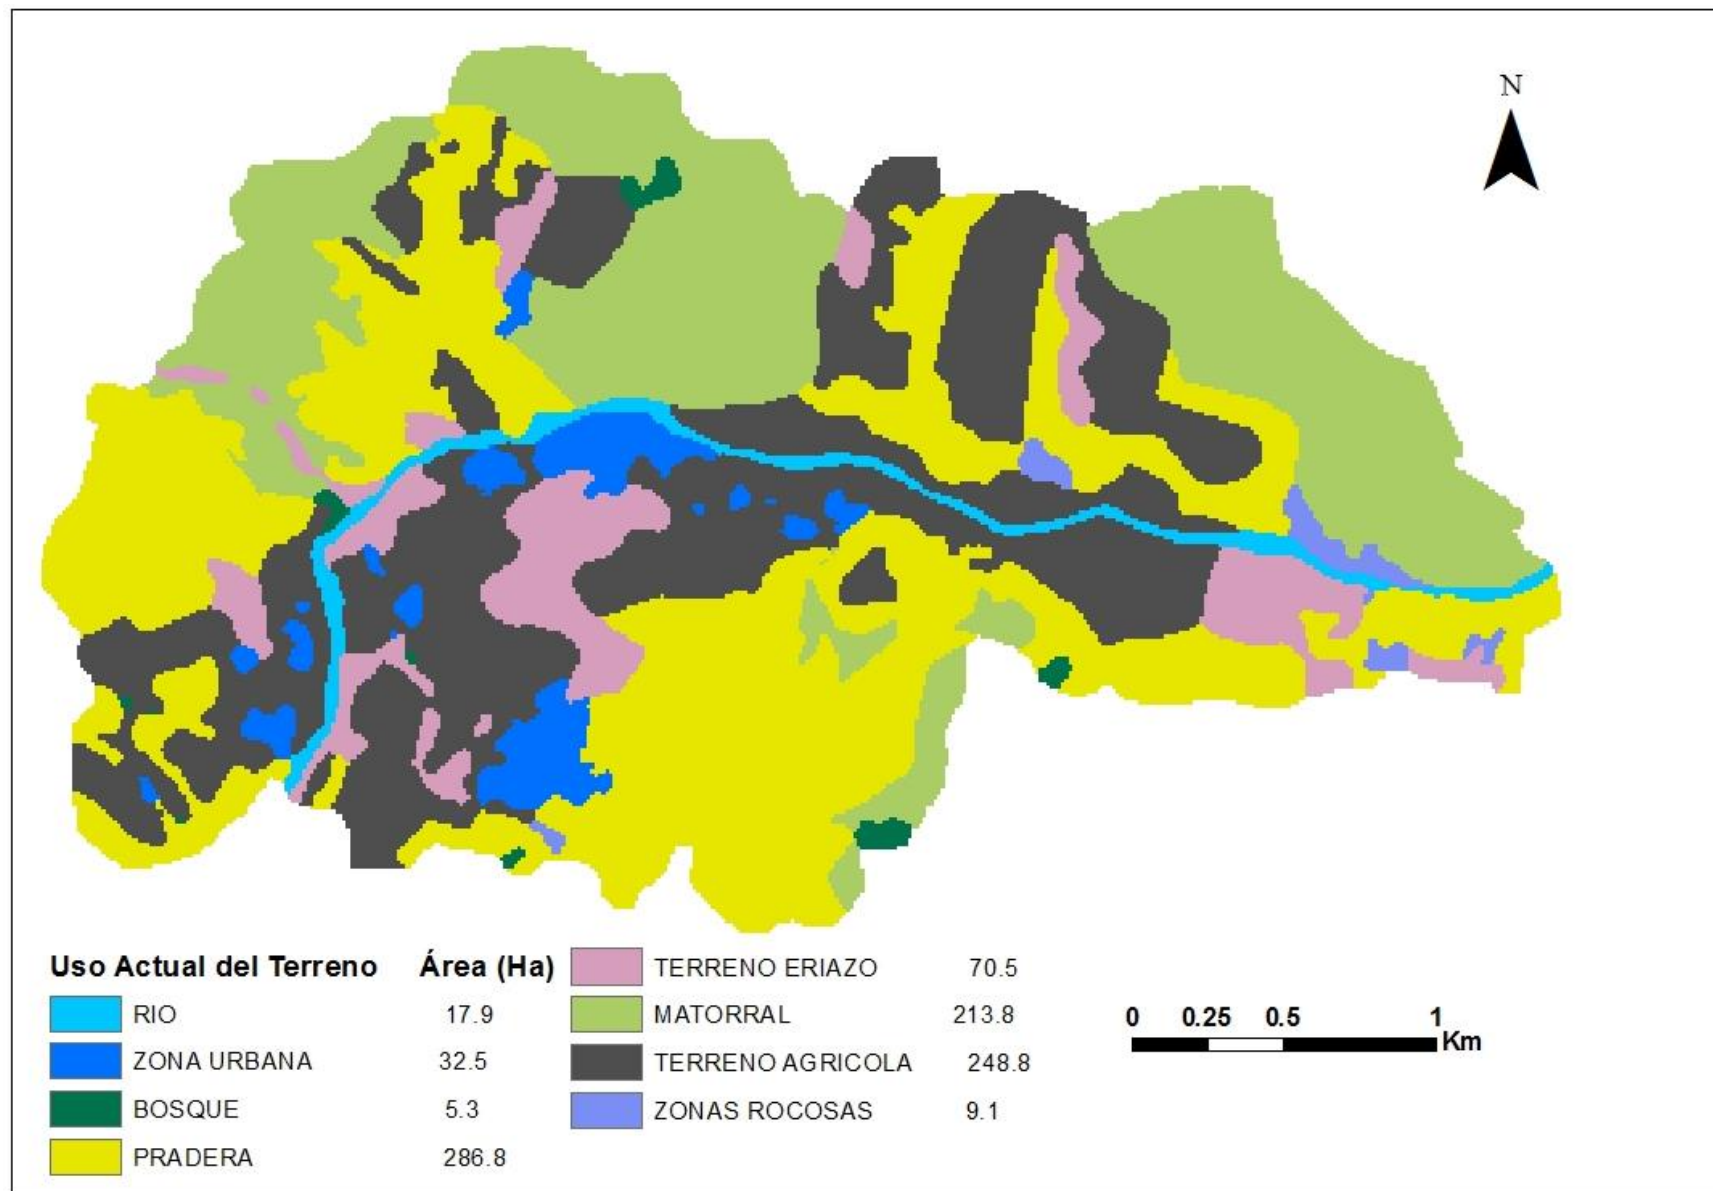 N
Uso Actual del Terreno Área (Ha)
RIO 17.9
ZONA URBANA 32.5
BOSQUE 5.3
PRADERA 286.8
TERRENO ERIAZO 70.5
MATORRAL 213.8
TERRENO AGRICOLA 248.8
ZONAS ROCOSAS 9.1
0 0.25 0.5 1
Km